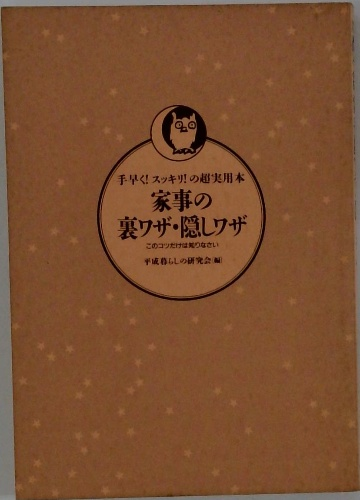 手早く!スッキリ!の超実用本
家事の
裏ワザ・隠しワザ
このコツだけは知りなさい
平成暮らしの研究会[編]